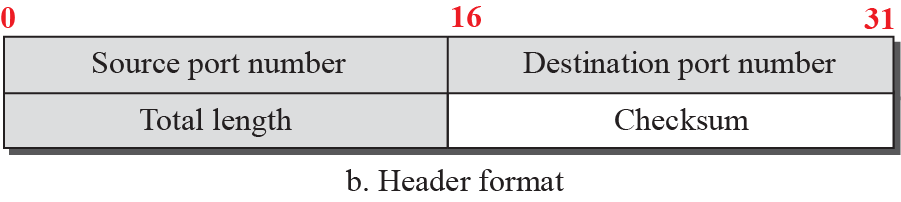 0 16 31
Source port number Destination port number
Total length Checksum
b. Header format